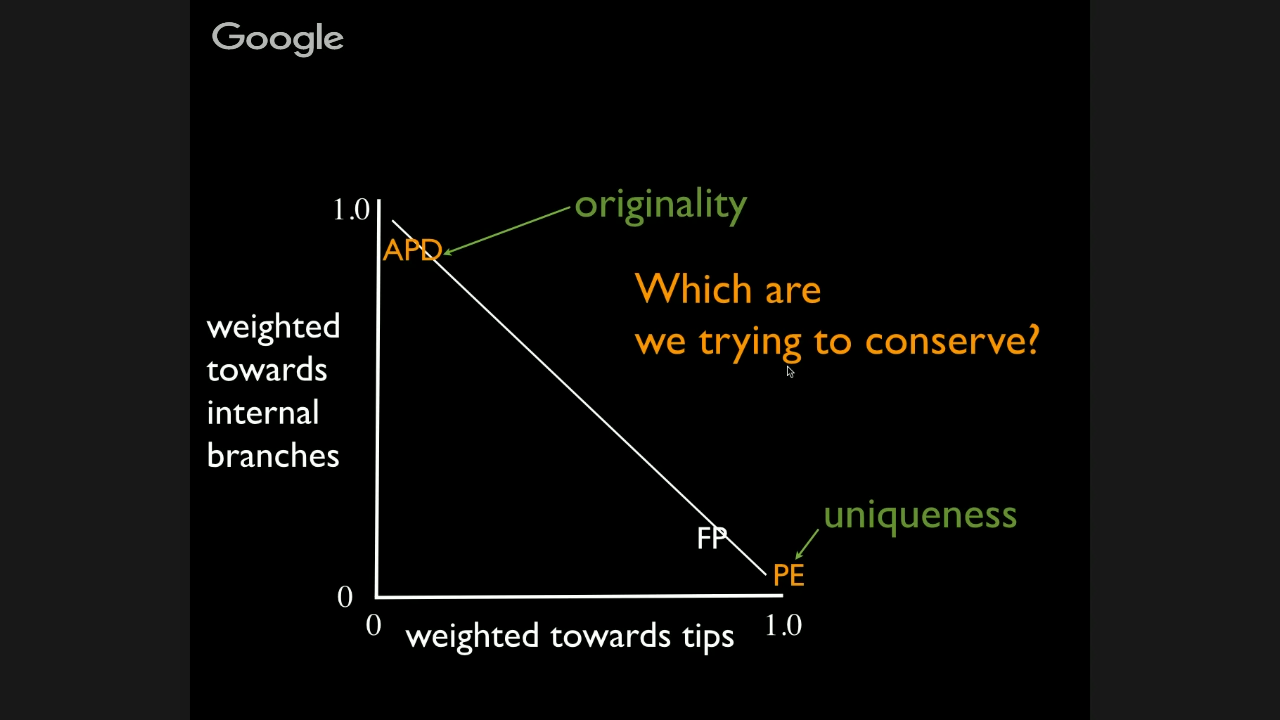 Google
originality
1.0
APD
Which are
we trying to conserve?
weighted
towards
internal
branches
uniqueness
FP
PE
0
0
1.0
weighted towards tips